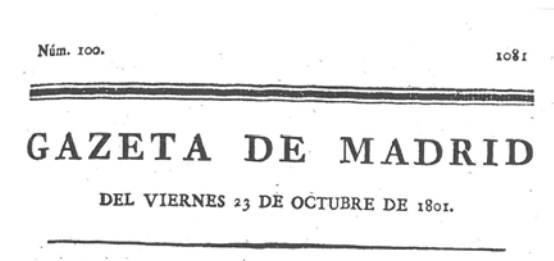 Núm. 100. 1081
GAZETA DE MADRID
DEL VIERNES 23 DE OCTUBRE DE 1801.